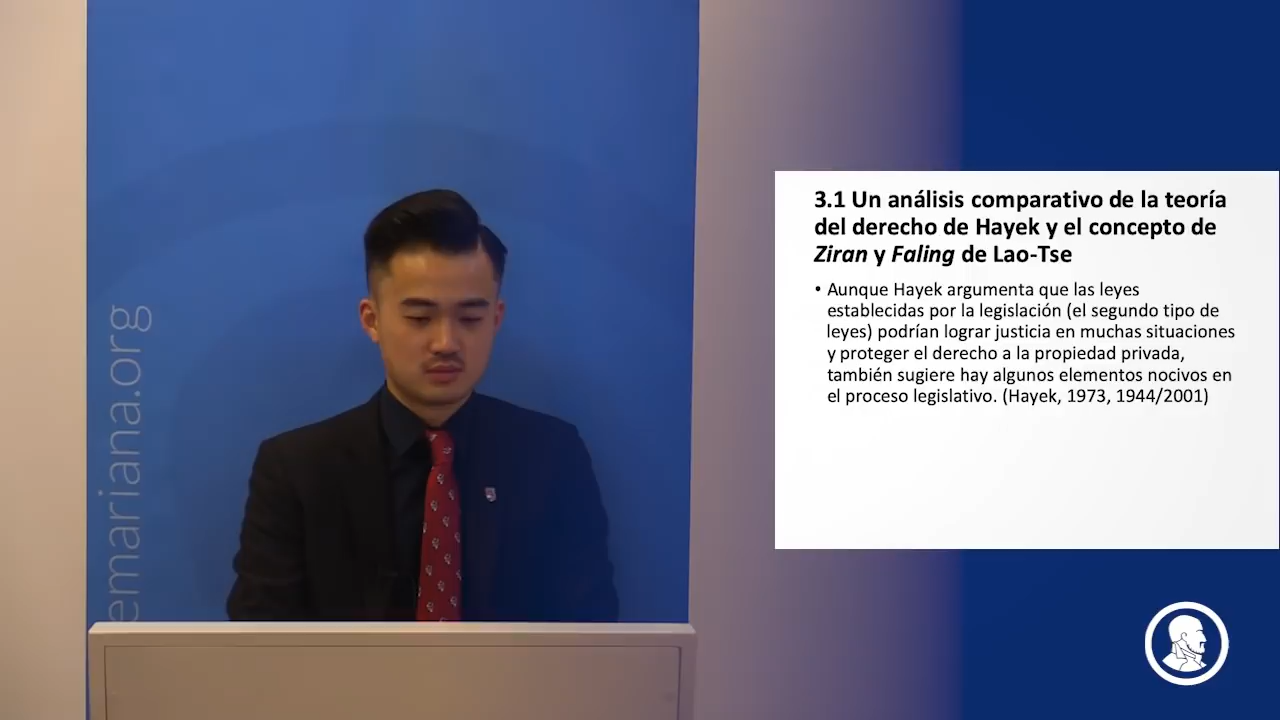 emariana.org
3.1 Un análisis comparativo de la teoría
del derecho de Hayek y el concepto de
Ziran y Faling de Lao-Tse
• Aunque Hayek argumenta que las leyes
establecidas por la legislación (el segundo tipo de
leyes) podrían lograr justicia en muchas situaciones
y proteger el derecho a la propiedad privada,
también sugiere hay algunos elementos nocivos en
el proceso legislativo. (Hayek, 1973, 1944/2001)